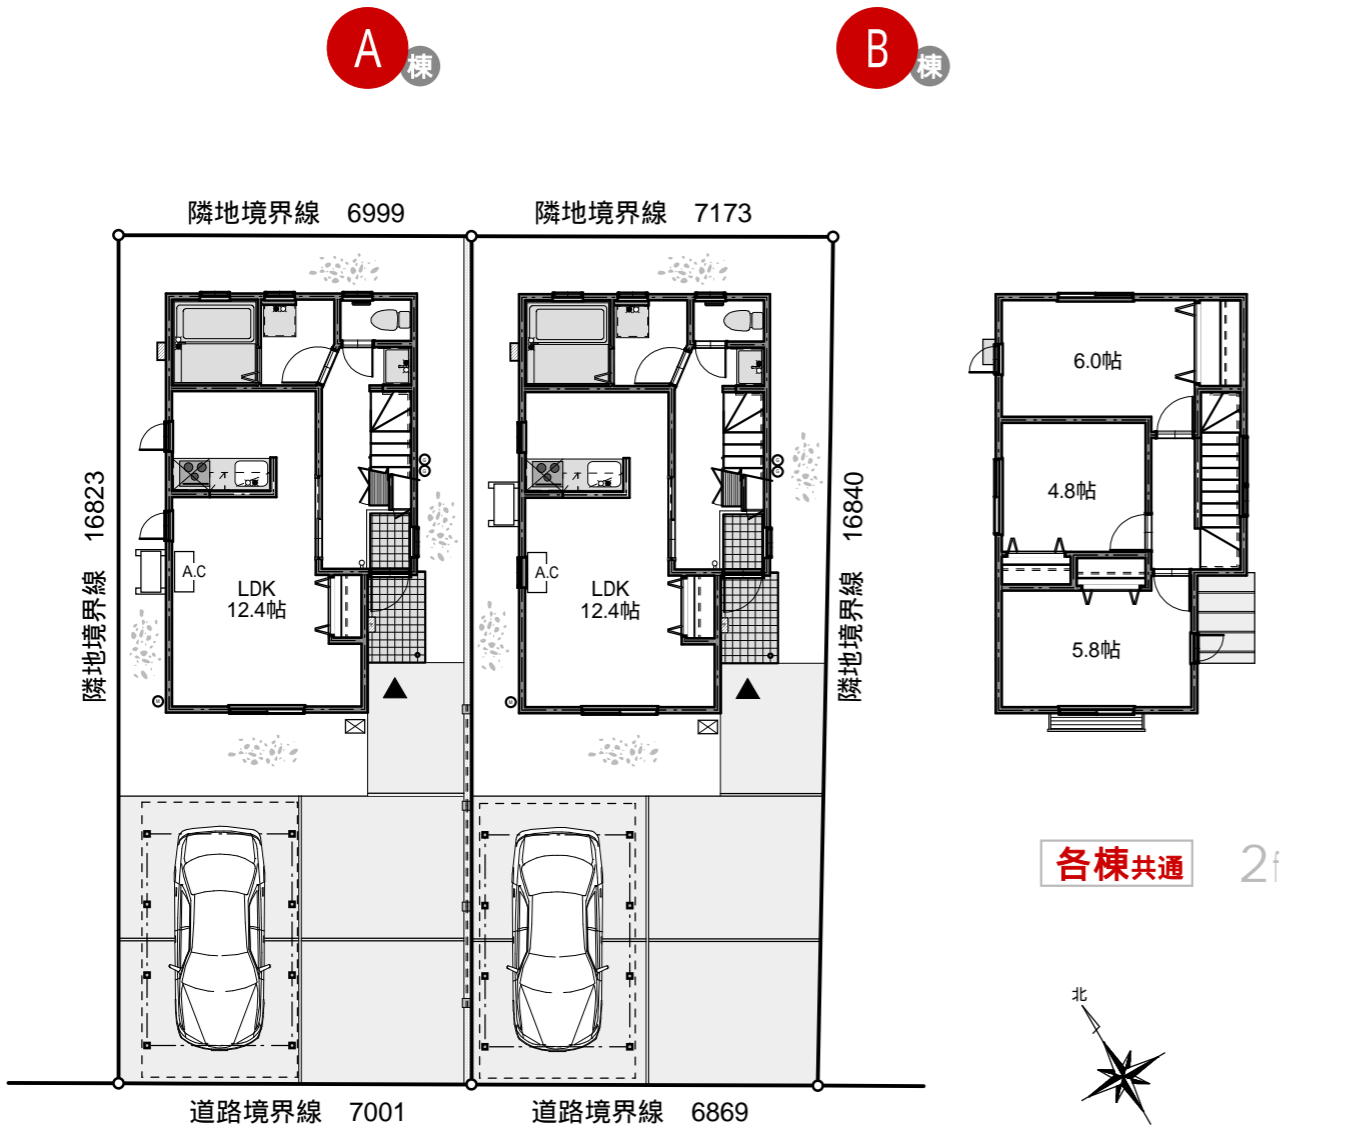 A棟
B棟
隣地境界線 6999
隣地境界線 7173
隣地境界線 16823
隣地境界線 16840
A.C
LDK
12.4帖
A.C
LDK
12.4帖
6.0帖
4.8帖
5.8帖
各棟共通
2f
北
道路境界線 7001
道路境界線 6869